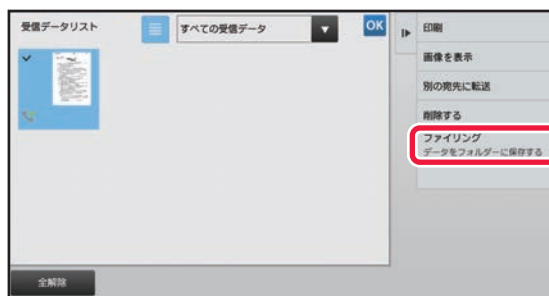 受信データリスト
すべての受信データ
OK
印刷
画像を表示
別の宛先に転送
削除する
ファイリング
データをフォルダーに保存する
全解除